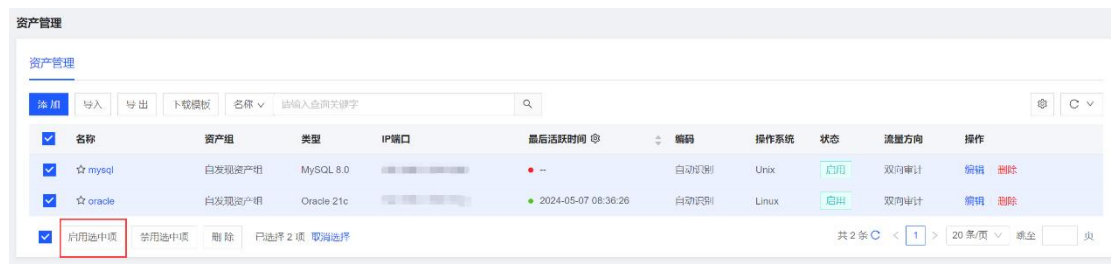 资产管理
资产管理
添加 导入 导出 下载模板 名称 请输入查询关键字
名称 资产组 类型 IP端口 最后活跃时间 编码 操作系统 状态 流量方向 操作
mysql 自发现资产组 MySQL 8.0 -- 自动识别 Unix 启用 双向审计 编辑 删除
oracle 自发现资产组 Oracle 21c 2024-05-07 08:36:26 自动识别 Linux 启用 双向审计 编辑 删除
启用选中项 禁用选中项 删除 已选择 2 项 取消选择 共 2 条 < 1 > 20 条/页 跳至 页